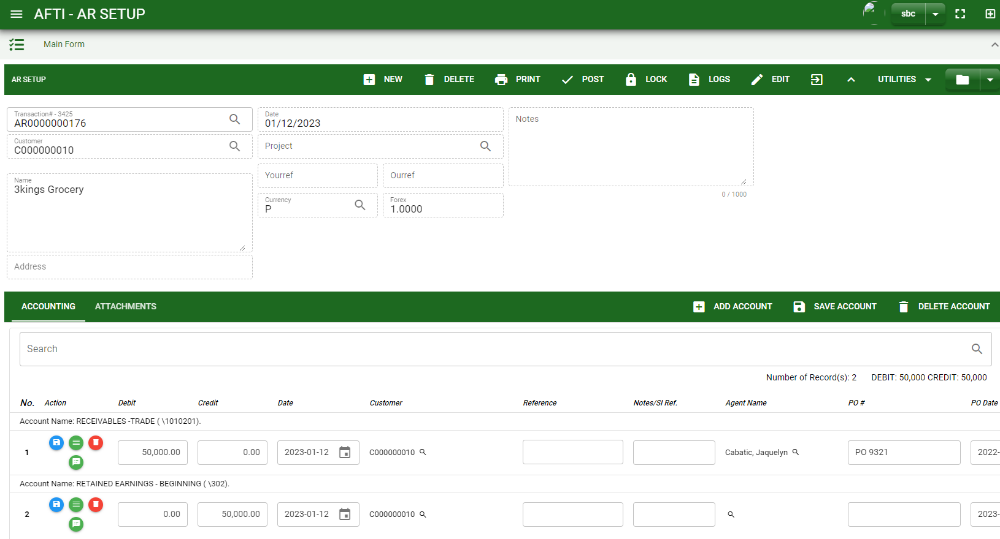 AFTI - AR SETUP
sbc
Main Form
AR SETUP
NEW
DELETE
PRINT
POST
LOCK
LOGS
EDIT
UTILITIES
Transaction# - 3425
AR0000000176
Date
01/12/2023
Notes
Customer
C000000010
Project
Name
3kings Grocery
Yourref
Ourref
0 / 1000
Currency
P
Forex
1.0000
Address
ACCOUNTING
ATTACHMENTS
ADD ACCOUNT
SAVE ACCOUNT
DELETE ACCOUNT
Search
Number of Record(s): 2 DEBIT: 50,000 CREDIT: 50,000
No. Action Debit Credit Date Customer Reference Notes/SI Ref. Agent Name PO # PO Date
Account Name: RECEIVABLES -TRADE ( \1010201).
1 50,000.00 0.00 2023-01-12 C000000010 Cabatic, Jaquelyn PO 9321 2022-
Account Name: RETAINED EARNINGS - BEGINNING ( \302).
2 0.00 50,000.00 2023-01-12 C000000010 2023-